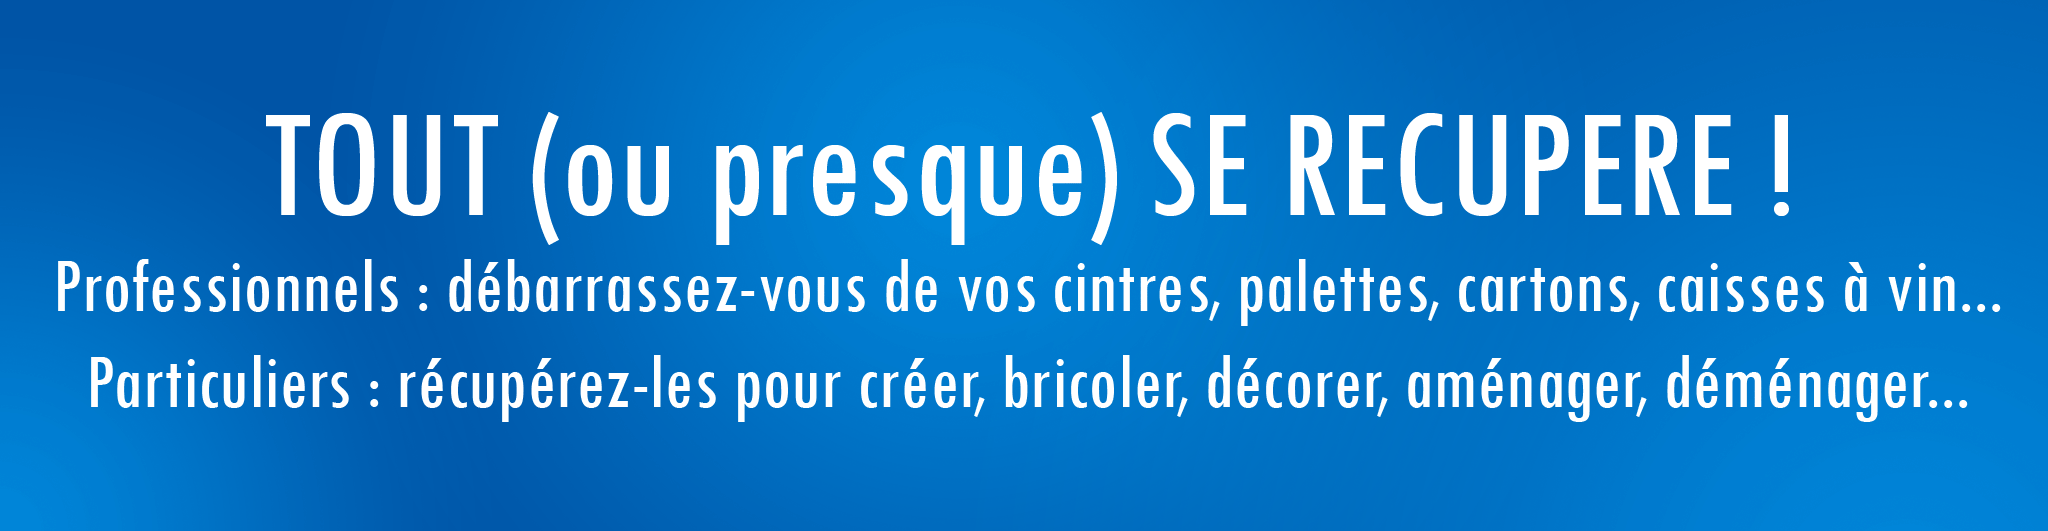 TOUT (ou presque) SE RECUPERE !
Professionnels : débarrassez-vous de vos cintres, palettes, cartons, caisses à vin...
Particuliers : récupérez-les pour créer, bricoler, décorer, aménager, déménager...